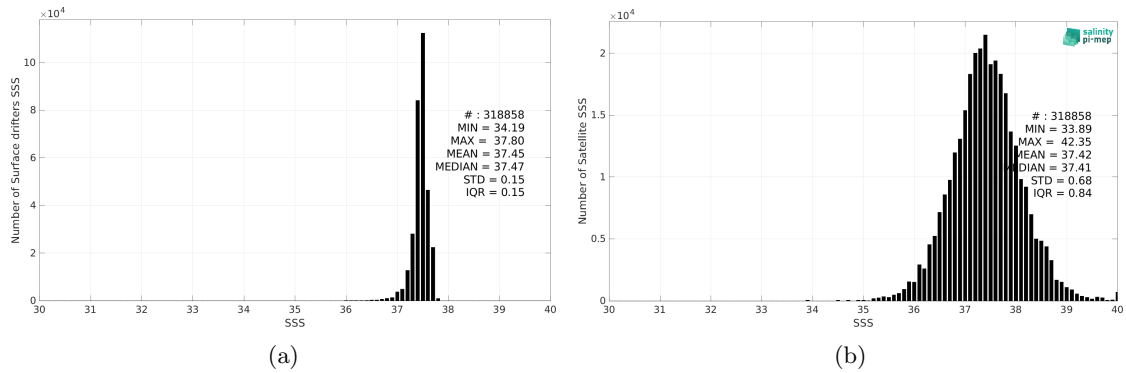 ×10⁴
10
8
6
4
2
0
Number of Surface drifters SSS
# : 318858
MIN = 34.19
MAX = 37.80
MEAN = 37.45
MEDIAN = 37.47
STD = 0.15
IQR = 0.15
30 31 32 33 34 35 36 37 38 39 40
SSS
(a)
×10⁴
2
1.5
1
0.5
0
Number of Satellite SSS
salinity
pi-mep
# : 318858
MIN = 33.89
MAX = 42.35
MEAN = 37.42
MEDIAN = 37.41
STD = 0.68
IQR = 0.84
30 31 32 33 34 35 36 37 38 39 40
SSS
(b)